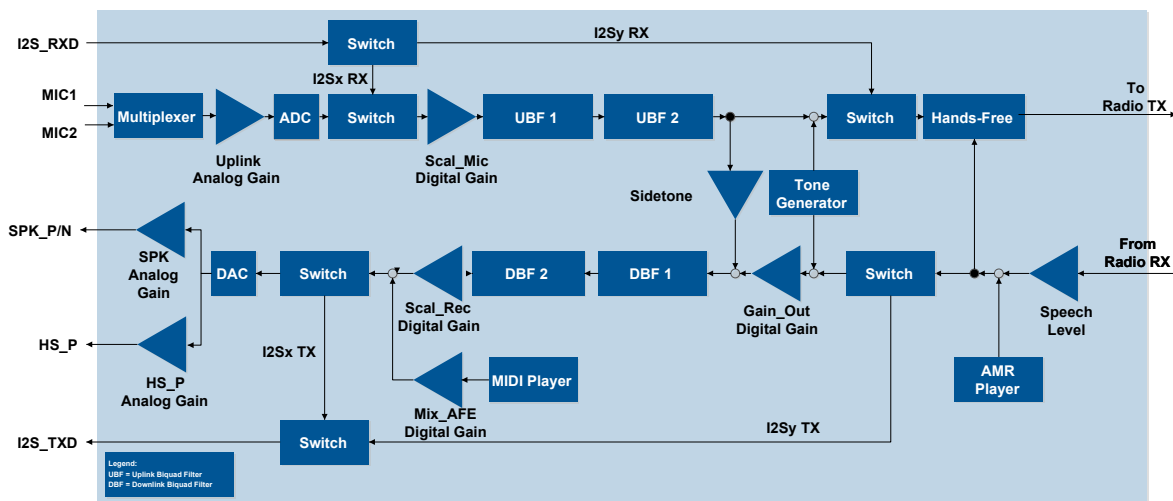 I2S_RXD
Switch
I2Sy RX
I2Sx RX
To
Radio TX
MIC1
MIC2
Multiplexer
ADC
Switch
UBF 1
UBF 2
Switch
Hands-Free
Uplink
Analog Gain
Scal_Mic
Digital Gain
Sidetone
Tone
Generator
SPK_P/N
SPK
Analog
Gain
DAC
Switch
DBF 2
DBF 1
Switch
From
Radio RX
Scal_Rec
Digital Gain
Gain_Out
Digital Gain
Speech
Level
HS_P
HS_P
Analog Gain
I2Sx TX
MIDI Player
AMR
Player
Mix_AFE
Digital Gain
I2Sy TX
I2S_TXD
Switch
Legend:
UBF = Uplink Biquad Filter
DBF = Downlink Biquad Filter